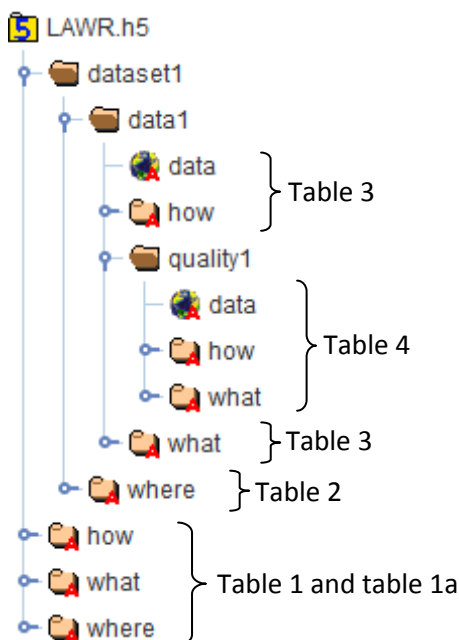 LAWR.h5
dataset1
data1
data
how
Table 3
quality1
data
how
what
Table 4
what
Table 3
where
Table 2
how
what
where
Table 1 and table 1a